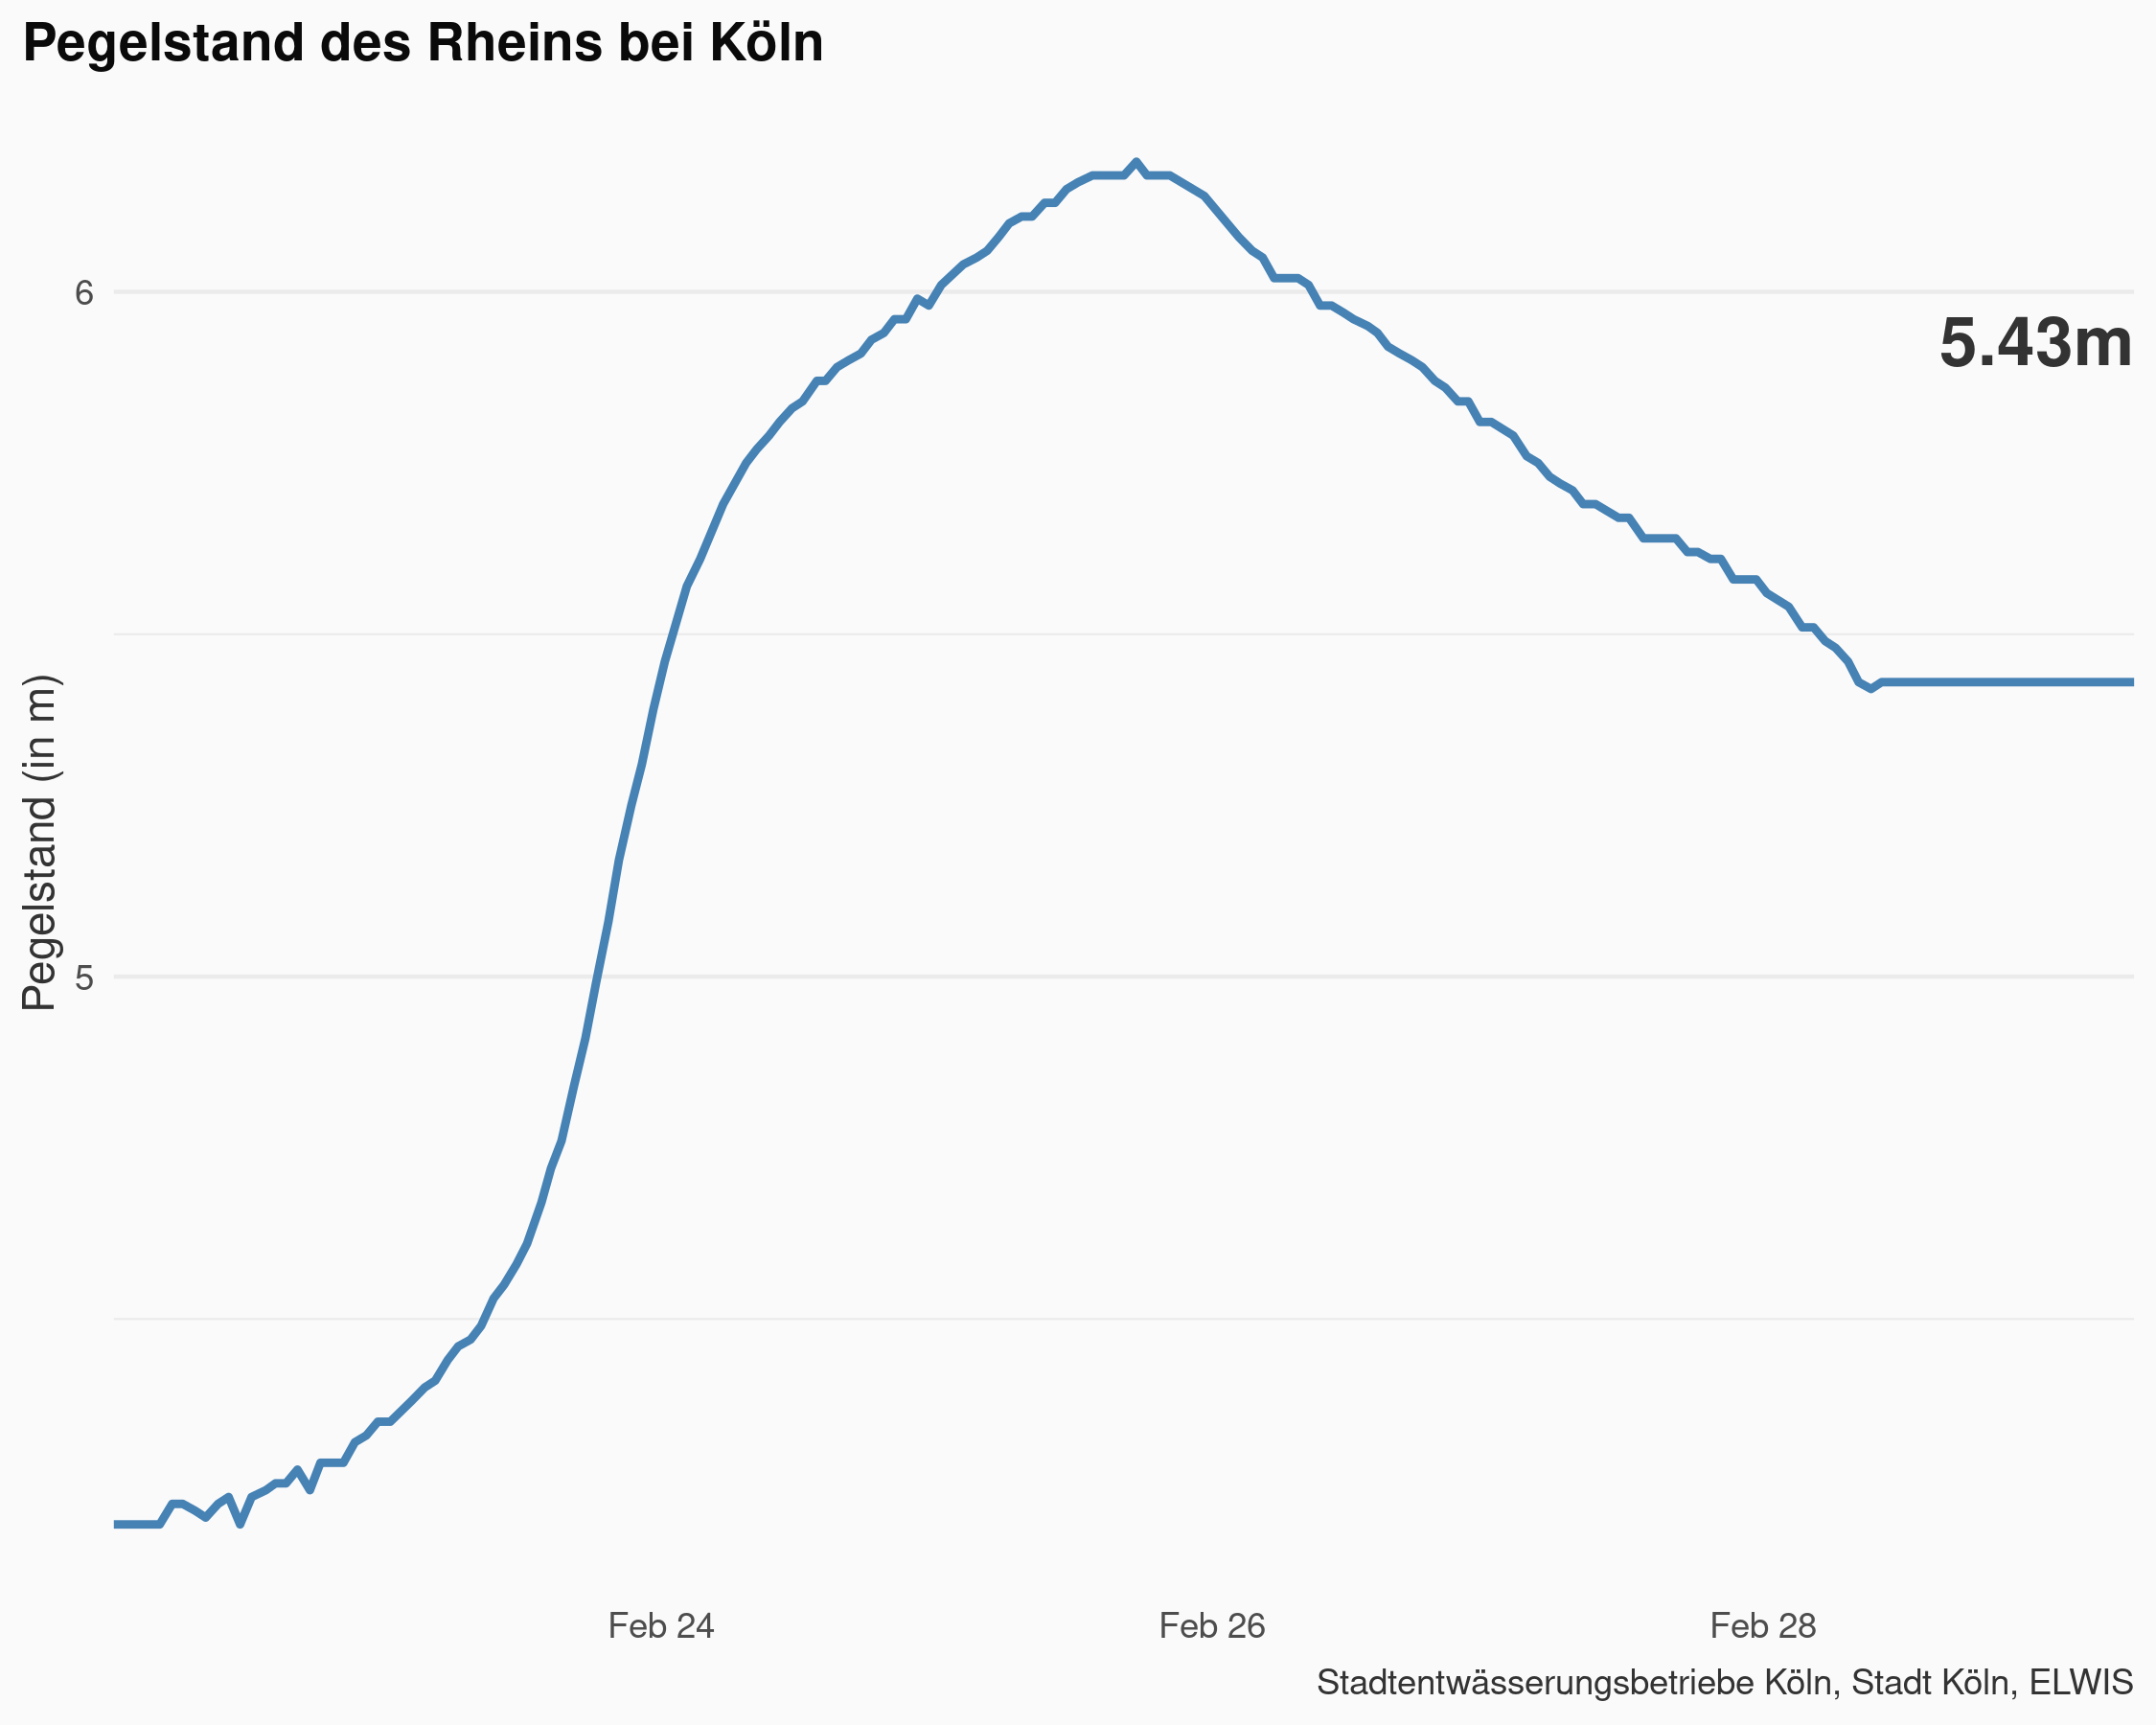 Pegelstand des Rheins bei Köln
6
5.43m
Pegelstand (in m)
5
Feb 24
Feb 26
Feb 28
Stadtentwässerungsbetriebe Köln, Stadt Köln, ELWIS